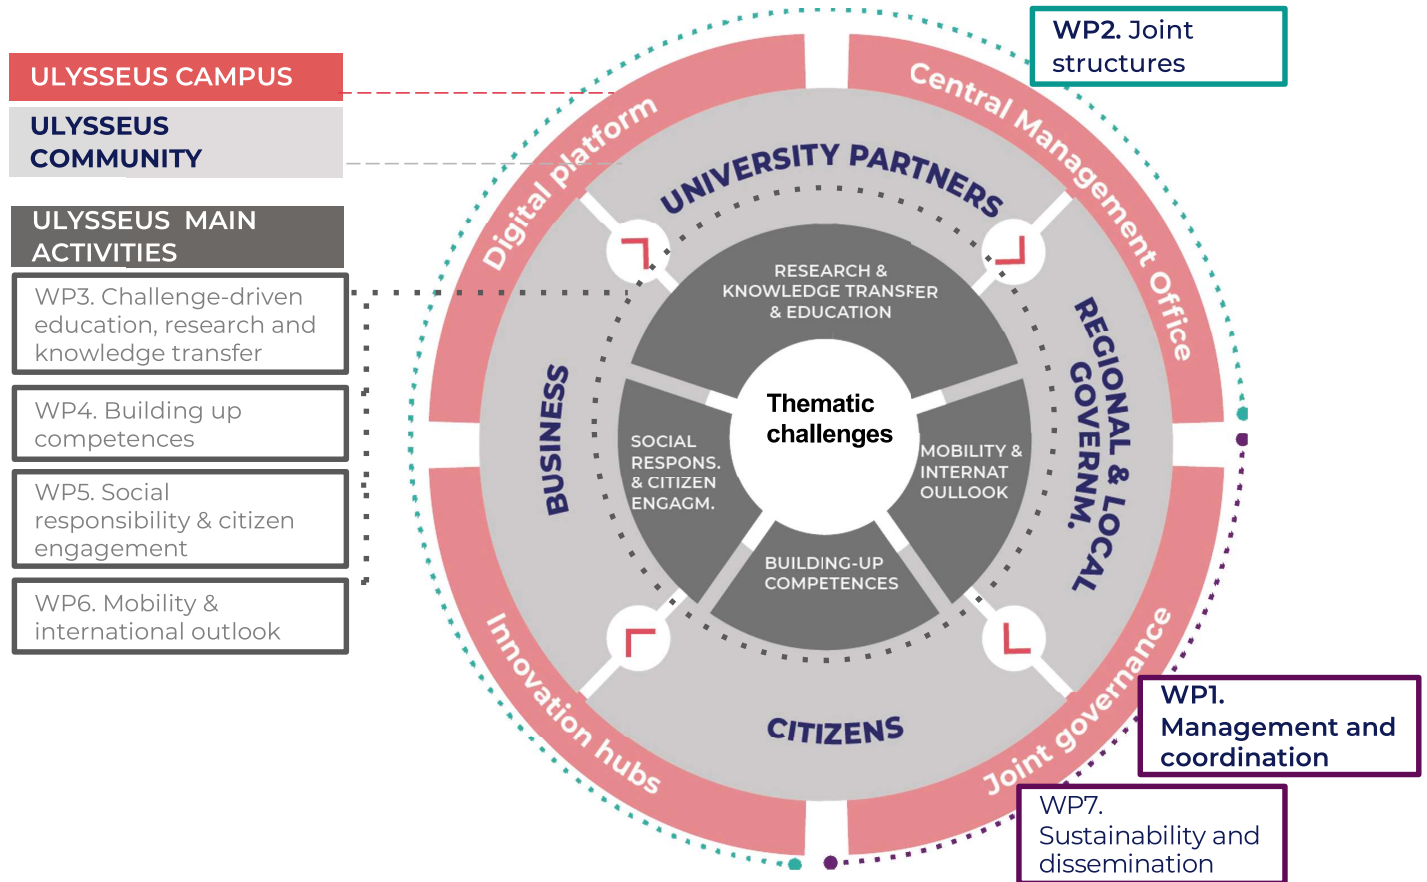 ULYSSEUS CAMPUS
ULYSSEUS
COMMUNITY
ULYSSEUS MAIN
ACTIVITIES
WP3. Challenge-driven
education, research and
knowledge transfer
WP4. Building up
competences
WP5. Social
responsibility & citizen
engagement
WP6. Mobility &
international outlook
WP2. Joint
structures
Digital platform
Central Management Office
UNIVERSITY PARTNERS
RESEARCH &
KNOWLEDGE TRANSFER
& EDUCATION
BUSINESS
REGIONAL & LOCAL
GOVERNM.
Thematic
challenges
SOCIAL
RESPONS.
& CITIZEN
ENGAGM.
MOBILITY &
INTERNAT
OULLOOK
BUILDING-UP
COMPETENCES
CITIZENS
Innovation hubs
Joint governance
WP1.
Management and
coordination
WP7.
Sustainability and
dissemination